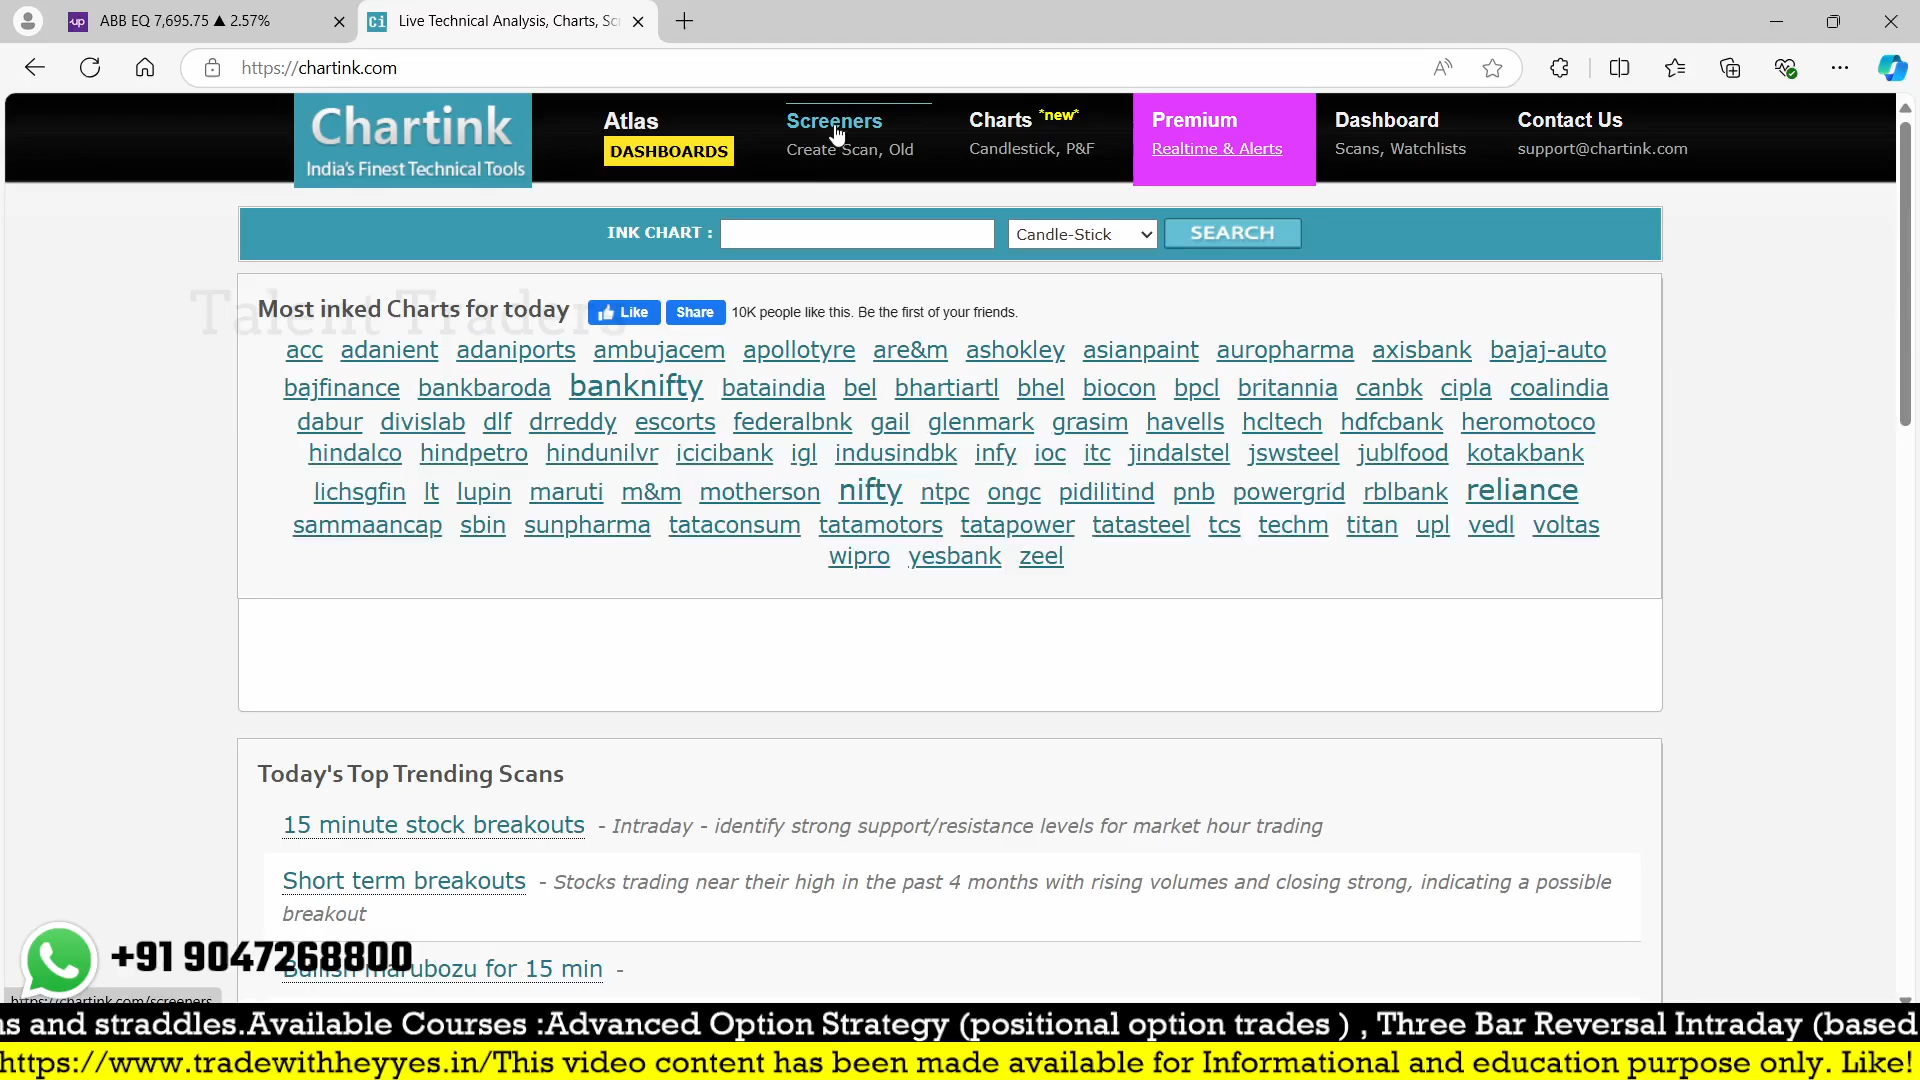 ABB EQ 7,695.75 ▲ 2.57%
Live Technical Analysis, Charts, Sc
https://chartink.com
Chartink
India's Finest Technical Tools
Atlas
DASHBOARDS
Screeners
Create Scan, Old
Charts *new*
Candlestick, P&F
Premium
Realtime & Alerts
Dashboard
Scans, Watchlists
Contact Us
support@chartink.com
INK CHART :
Candle-Stick
SEARCH
Talent Traders
Most inked Charts for today
Like
Share
10K people like this. Be the first of your friends.
acc adanient adaniports ambujacem apollotyre are&m ashokley asianpaint auropharma axisbank bajaj-auto
bajfinance bankbaroda banknifty bataindia bel bhartiartl bhel biocon bpcl britannia canbk cipla coalindia
dabur divislab dlf drreddy escorts federalbnk gail glenmark grasim havells hcltech hdfcbank heromotoco
hindalco hindpetro hindunilvr icicibank igl indusindbk infy ioc itc jindalstel jswsteel jublfood kotakbank
lichsgfin lt lupin maruti m&m motherson nifty ntpc ongc pidilitind pnb powergrid rblbank reliance
sammaancap sbin sunpharma tataconsum tatamotors tatapower tatasteel tcs techm titan upl vedl voltas
wipro yesbank zeel
Today's Top Trending Scans
15 minute stock breakouts - Intraday - identify strong support/resistance levels for market hour trading
Short term breakouts - Stocks trading near their high in the past 4 months with rising volumes and closing strong, indicating a possible
breakout
+91 9047268800
Bullish marubozu for 15 min -
https://chartink.com/screeners
ns and straddles.Available Courses :Advanced Option Strategy (positional option trades ) , Three Bar Reversal Intraday (based
https://www.tradewithheyyes.in/This video content has been made available for Informational and education purpose only. Like!